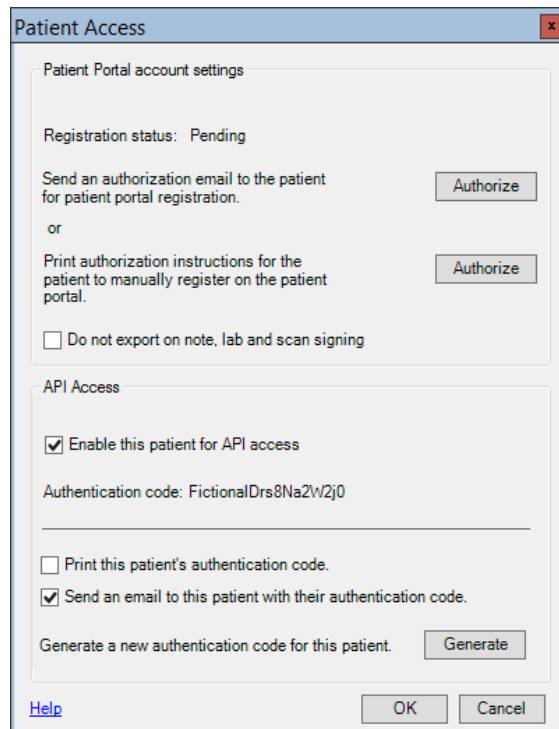 Patient Access
x
Patient Portal account settings
Registration status: Pending
Send an authorization email to the patient
for patient portal registration.
Authorize
or
Print authorization instructions for the
patient to manually register on the patient
portal.
Authorize
Do not export on note, lab and scan signing
API Access
Enable this patient for API access
Authentication code: FictionalDrs8Na2W2j0
Print this patient's authentication code.
Send an email to this patient with their authentication code.
Generate a new authentication code for this patient.
Generate
Help
OK
Cancel